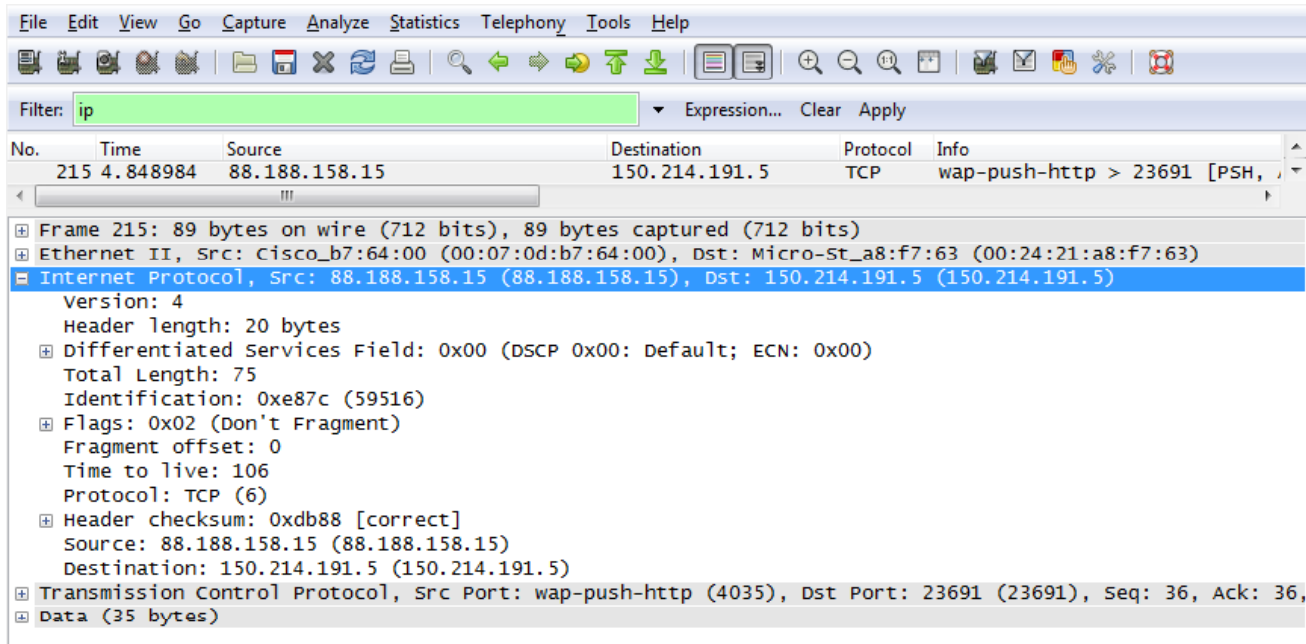 File Edit View Go Capture Analyze Statistics Telephony Tools Help
Filter: ip Expression... Clear Apply
No. Time Source Destination Protocol Info
215 4.848984 88.188.158.15 150.214.191.5 TCP wap-push-http > 23691 [PSH,
Frame 215: 89 bytes on wire (712 bits), 89 bytes captured (712 bits)
Ethernet II, Src: Cisco_b7:64:00 (00:07:0d:b7:64:00), Dst: Micro-St_a8:f7:63 (00:24:21:a8:f7:63)
Internet Protocol, Src: 88.188.158.15 (88.188.158.15), Dst: 150.214.191.5 (150.214.191.5)
Version: 4
Header length: 20 bytes
Differentiated Services Field: 0x00 (DSCP 0x00: Default; ECN: 0x00)
Total Length: 75
Identification: 0xe87c (59516)
Flags: 0x02 (Don't Fragment)
Fragment offset: 0
Time to live: 106
Protocol: TCP (6)
Header checksum: 0xdb88 [correct]
Source: 88.188.158.15 (88.188.158.15)
Destination: 150.214.191.5 (150.214.191.5)
Transmission Control Protocol, Src Port: wap-push-http (4035), Dst Port: 23691 (23691), Seq: 36, Ack: 36,
Data (35 bytes)